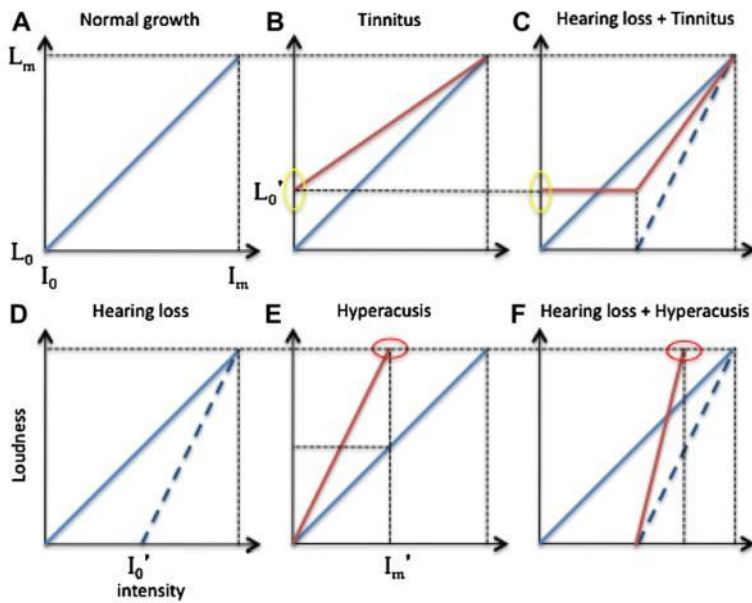 A Normal growth
B Tinnitus
C Hearing loss + Tinnitus
Lm
L0'
L0
I0
Im
D Hearing loss
E Hyperacusis
F Hearing loss + Hyperacusis
Loudness
I0'
intensity
Im'